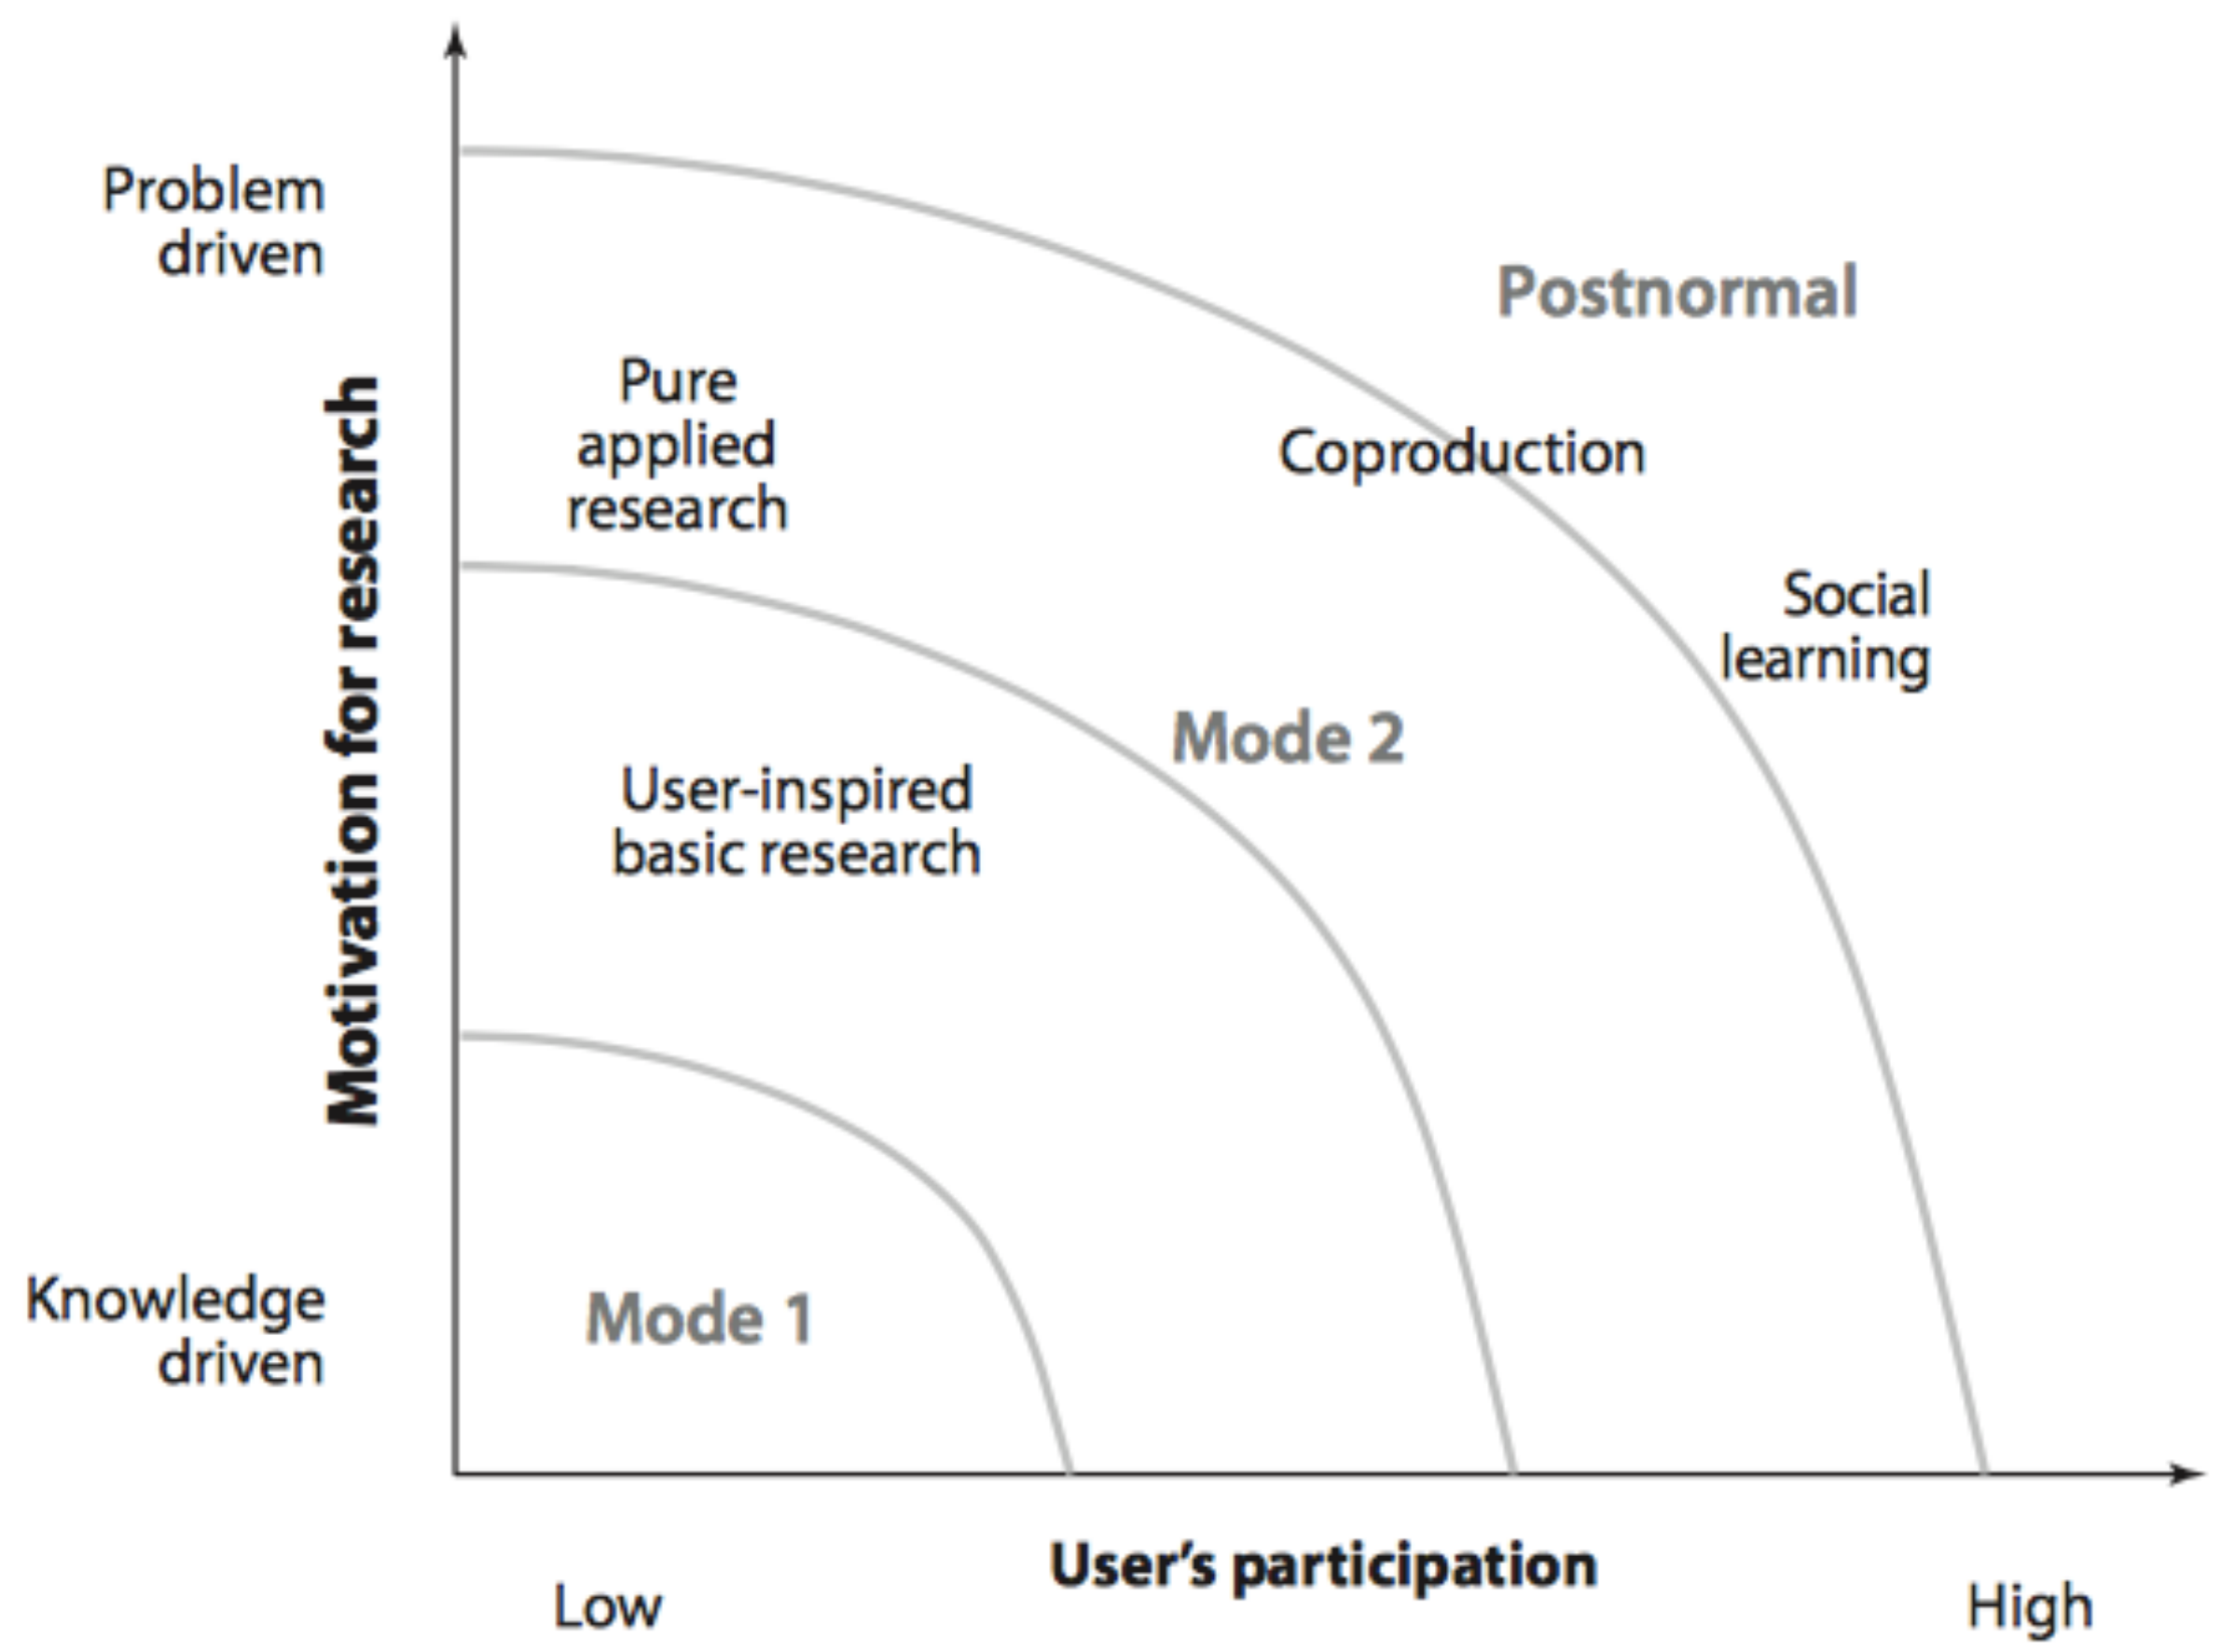 Problem
driven
Postnormal
Pure
applied
research
Coproduction
Social
learning
Motivation for research
Mode 2
User-inspired
basic research
Knowledge
driven
Mode 1
User’s participation
Low
High